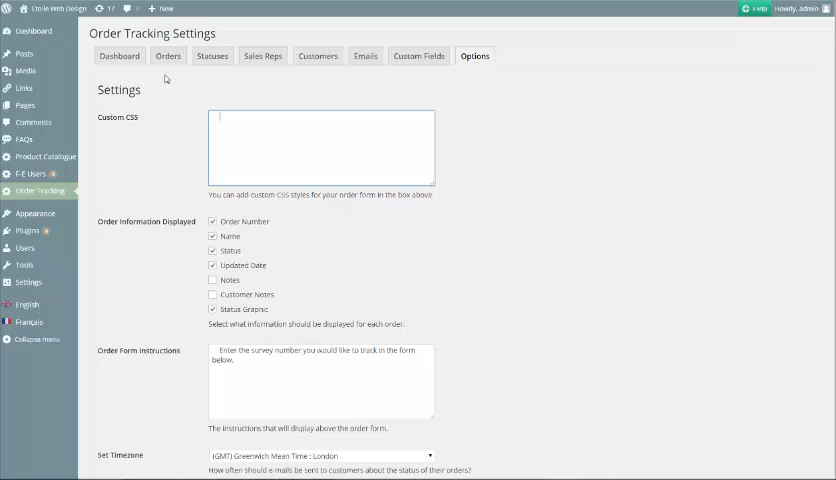 Etoile Web Design 17 0 New Help Howdy, admin
Dashboard
Posts
Media
Links
Pages
Comments
FAQs
Product Catalogue
F-E Users 0
Order Tracking
Appearance
Plugins 0
Users
Tools
Settings
English
Français
Collapse menu
Order Tracking Settings
Dashboard Orders Statuses Sales Reps Customers Emails Custom Fields Options
Settings
Custom CSS
You can add custom CSS styles for your order form in the box above.
Order Information Displayed
Order Number
Name
Status
Updated Date
Notes
Customer Notes
Status Graphic
Select what information should be displayed for each order.
Order Form Instructions
Enter the survey number you would like to track in the form
below.
The instructions that will display above the order form.
Set Timezone
(GMT) Greenwich Mean Time : London
How often should e-mails be sent to customers about the status of their orders?